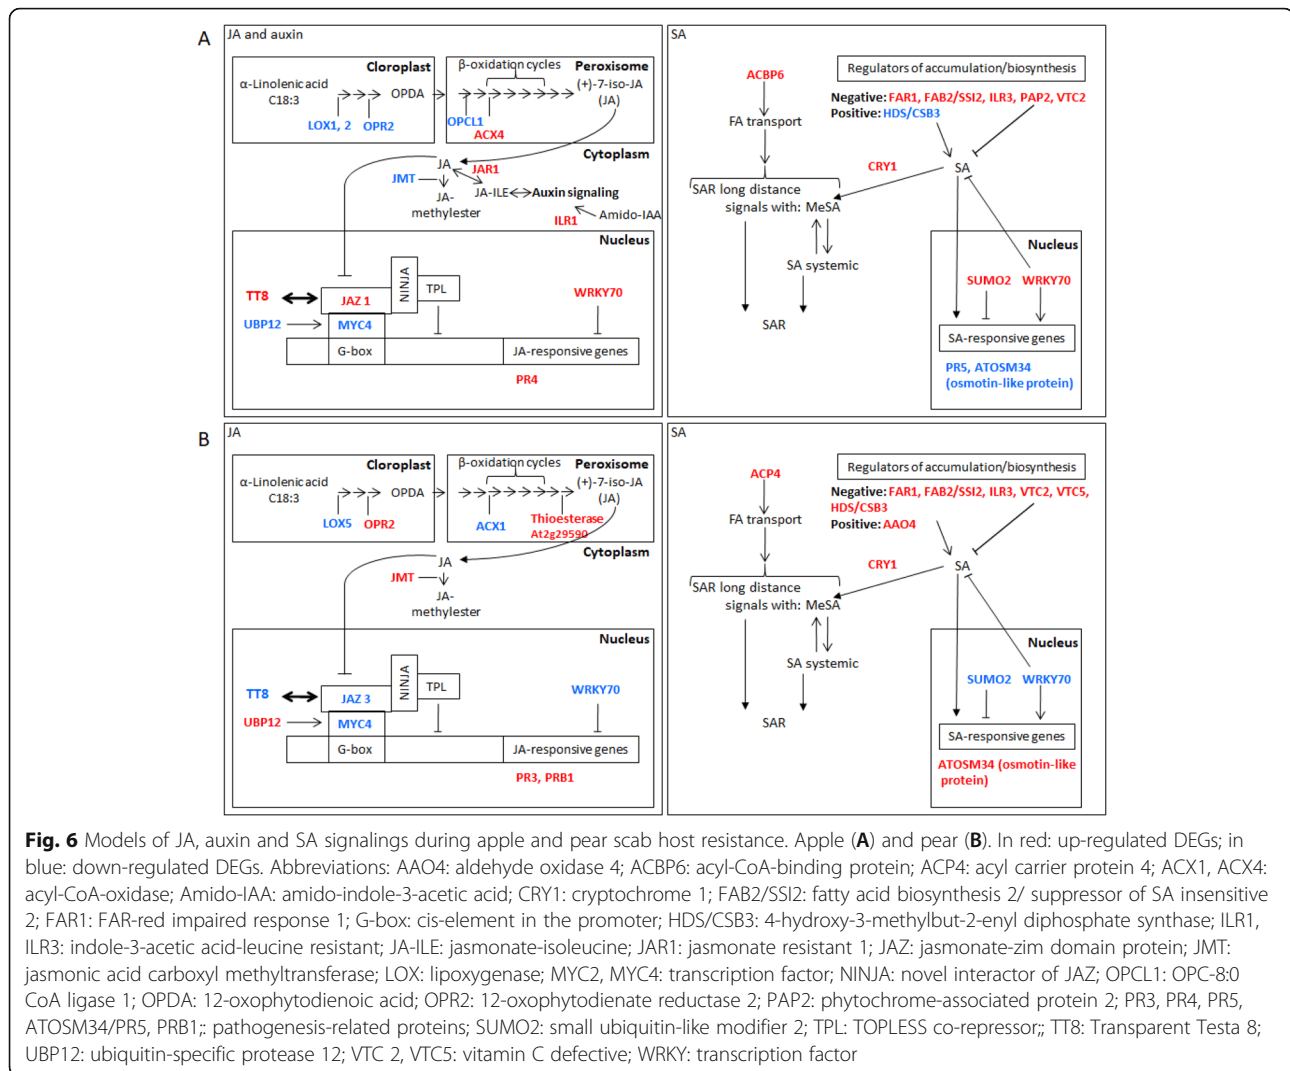 A
JA and auxin
Cloroplast
α-Linolenic acid
C18:3
OPDA
LOX1, 2
OPR2
β-oxidation cycles
Peroxisome
(+)-7-iso-JA
(JA)
OPCL1
ACX4
Cytoplasm
JA
JAR1
JMT
JA-ILE
Auxin signaling
JA-
methylester
ILR1
Amido-IAA
Nucleus
NINJA
TPL
TT8
JAZ 1
WRKY70
UBP12
MYC4
G-box
JA-responsive genes
PR4
SA
ACBP6
FA transport
Regulators of accumulation/biosynthesis
Negative: FAR1, FAB2/SSI2, ILR3, PAP2, VTC2
Positive: HDS/CSB3
CRY1
SA
SAR long distance
signals with: MeSA
SA systemic
SAR
Nucleus
SUMO2
WRKY70
SA-responsive genes
PR5, ATOSM34
(osmotin-like protein)
B
JA
Cloroplast
α-Linolenic acid
C18:3
OPDA
LOX5
OPR2
β-oxidation cycles
Peroxisome
(+)-7-iso-JA
(JA)
ACX1
Thioesterase
At2g29590
Cytoplasm
JA
JMT
JA-
methylester
Nucleus
NINJA
TPL
TT8
JAZ 3
WRKY70
UBP12
MYC4
G-box
JA-responsive genes
PR3, PRB1
SA
ACP4
FA transport
Regulators of accumulation/biosynthesis
Negative: FAR1, FAB2/SSI2, ILR3, VTC2, VTC5,
HDS/CSB3
Positive: AAO4
CRY1
SA
SAR long distance
signals with: MeSA
SA systemic
SAR
Nucleus
SUMO2
WRKY70
SA-responsive genes
ATOSM34 (osmotin-like
protein)
Fig. 6 Models of JA, auxin and SA signalings during apple and pear scab host resistance. Apple (A) and pear (B). In red: up-regulated DEGs; in
blue: down-regulated DEGs. Abbreviations: AAO4: aldehyde oxidase 4; ACBP6: acyl-CoA-binding protein; ACP4: acyl carrier protein 4; ACX1, ACX4:
acyl-CoA-oxidase; Amido-IAA: amido-indole-3-acetic acid; CRY1: cryptochrome 1; FAB2/SSI2: fatty acid biosynthesis 2/ suppressor of SA insensitive
2; FAR1: FAR-red impaired response 1; G-box: cis-element in the promoter; HDS/CSB3: 4-hydroxy-3-methylbut-2-enyl diphosphate synthase; ILR1,
ILR3: indole-3-acetic acid-leucine resistant; JA-ILE: jasmonate-isoleucine; JAR1: jasmonate resistant 1; JAZ: jasmonate-zim domain protein; JMT:
jasmonic acid carboxyl methyltransferase; LOX: lipoxygenase; MYC2, MYC4: transcription factor; NINJA: novel interactor of JAZ; OPCL1: OPC-8:0
CoA ligase 1; OPDA: 12-oxophytodienoic acid; OPR2: 12-oxophytodienate reductase 2; PAP2: phytochrome-associated protein 2; PR3, PR4, PR5,
ATOSM34/PR5, PRB1;: pathogenesis-related proteins; SUMO2: small ubiquitin-like modifier 2; TPL: TOPLESS co-repressor;; TT8: Transparent Testa 8;
UBP12: ubiquitin-specific protease 12; VTC 2, VTC5: vitamin C defective; WRKY: transcription factor